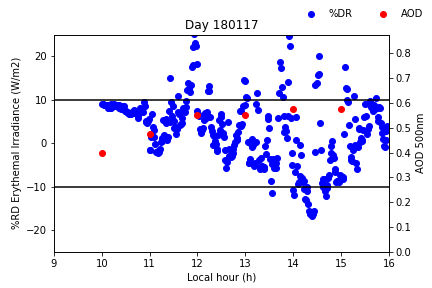 %DR AOD
Day 180117
%RD Erythemal Irradiance (W/m2)
20
10
0
−10
−20
0.8
0.7
0.6
0.5
0.4
0.3
0.2
0.1
0.0
AOD 500nm
9 10 11 12 13 14 15 16
Local hour (h)